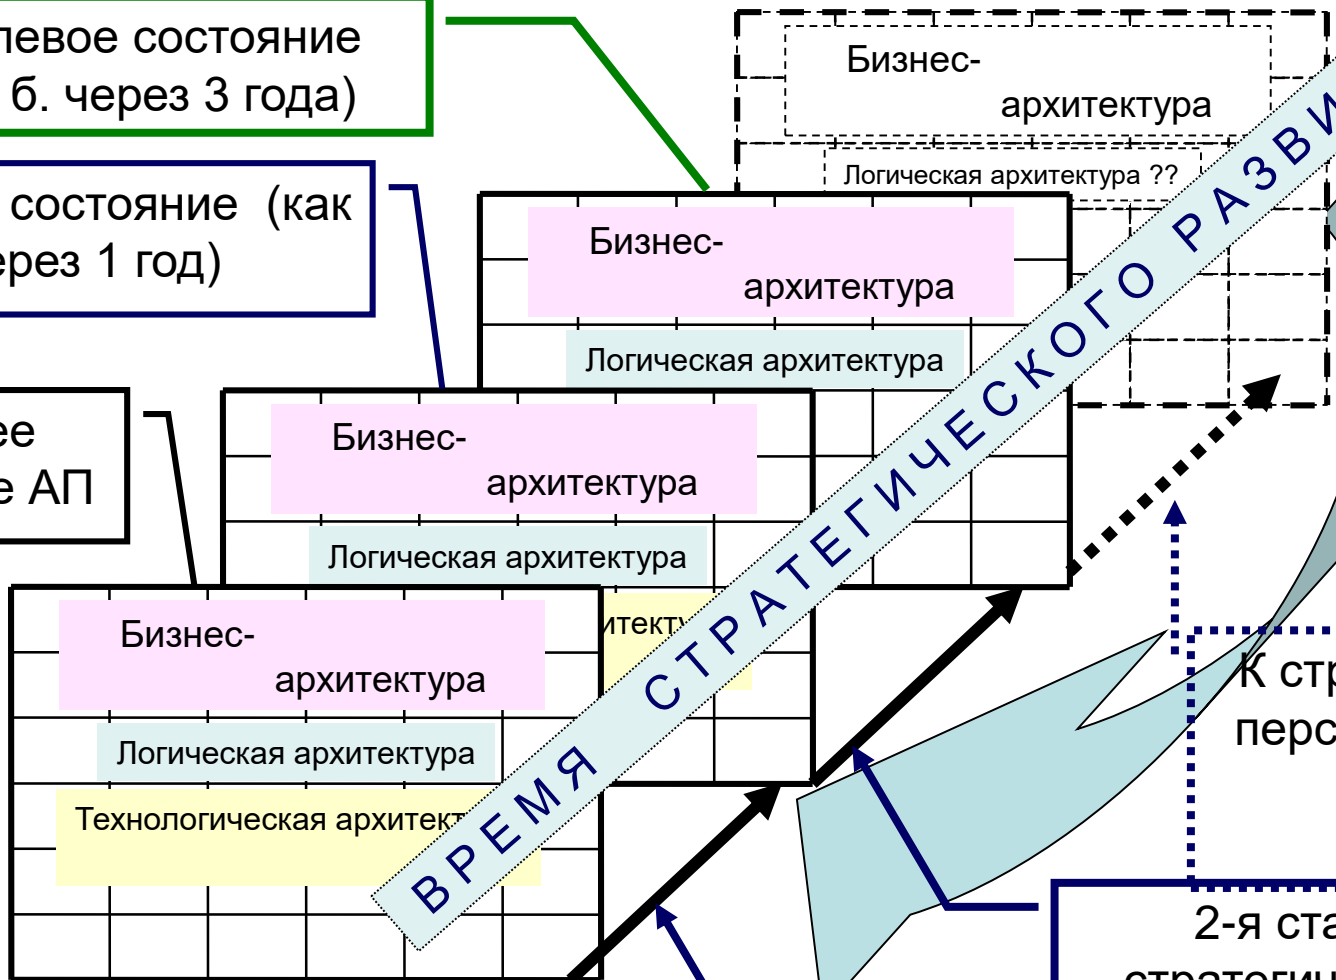 левое состояние
б. через 3 года)
состояние (как
ерез 1 год)
ее
е АП
Бизнес-
архитектура
Логическая архитектура ??
Бизнес-
архитектура
Логическая архитектура
Бизнес-
архитектура
Логическая архитектура
итекту
Бизнес-
архитектура
Логическая архитектура
Технологическая архитект
ВРЕМЯ СТРАТЕГИЧЕСКОГО РАЗВИ
К стр
перс
2-я ста
стратегич